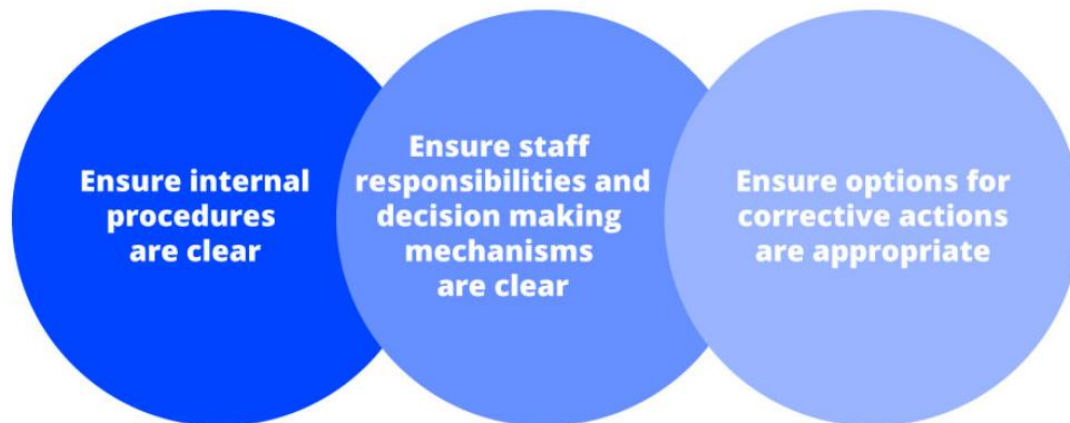 Ensure internal
procedures
are clear
Ensure staff
responsibilities and
decision making
mechanisms
are clear
Ensure options for
corrective actions
are appropriate